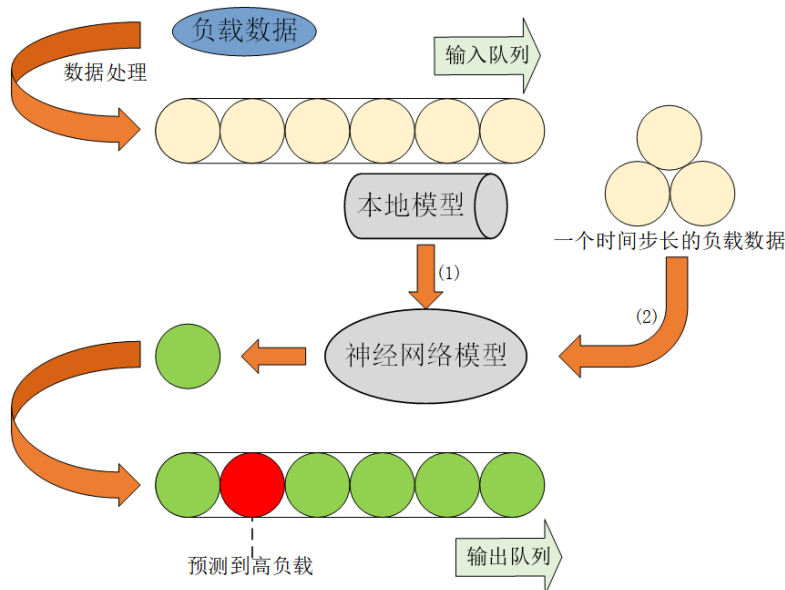 负载数据
输入队列
数据处理
本地模型
一个时间步长的负载数据
(1)
(2)
神经网络模型
预测到高负载
输出队列